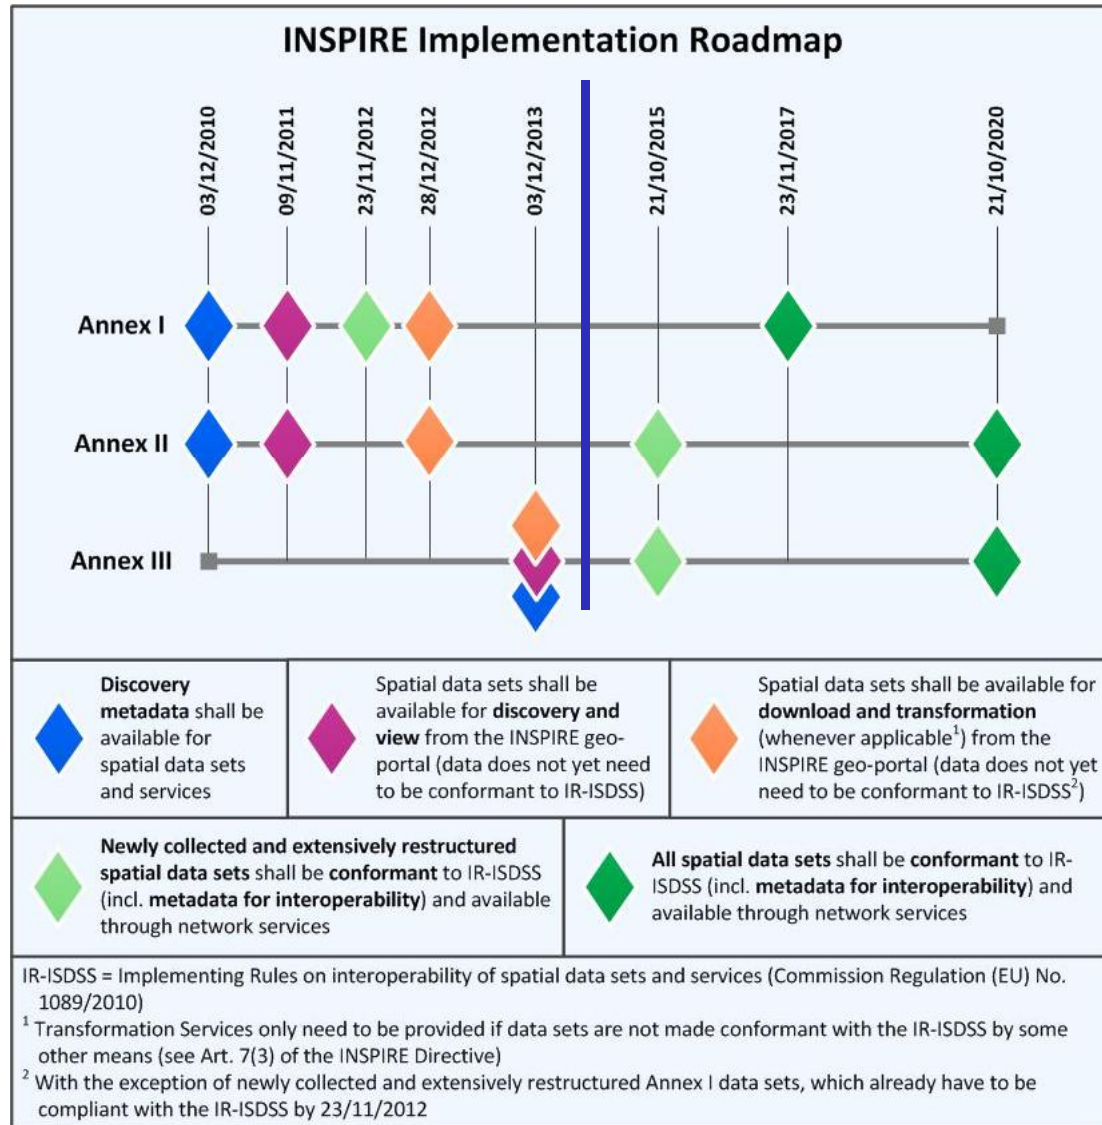 INSPIRE Implementation Roadmap
03/12/2010
09/11/2011
23/11/2012
28/12/2012
03/12/2013
21/10/2015
23/11/2017
21/10/2020
Annex I
Annex II
Annex III
Discovery
metadata shall be
available for
spatial data sets
and services
Spatial data sets shall be
available for discovery and
view from the INSPIRE geo-
portal (data does not yet need
to be conformant to IR-ISDSS)
Spatial data sets shall be available for
download and transformation
(whenever applicable¹) from the
INSPIRE geo-portal (data does not yet
need to be conformant to IR-ISDSS²)
Newly collected and extensively restructured
spatial data sets shall be conformant to IR-ISDSS
(incl. metadata for interoperability) and available
through network services
All spatial data sets shall be conformant to IR-
ISDSS (incl. metadata for interoperability) and
available through network services
IR-ISDSS = Implementing Rules on interoperability of spatial data sets and services (Commission Regulation (EU) No.
1089/2010)
¹ Transformation Services only need to be provided if data sets are not made conformant with the IR-ISDSS by some
other means (see Art. 7(3) of the INSPIRE Directive)
² With the exception of newly collected and extensively restructured Annex I data sets, which already have to be
compliant with the IR-ISDSS by 23/11/2012